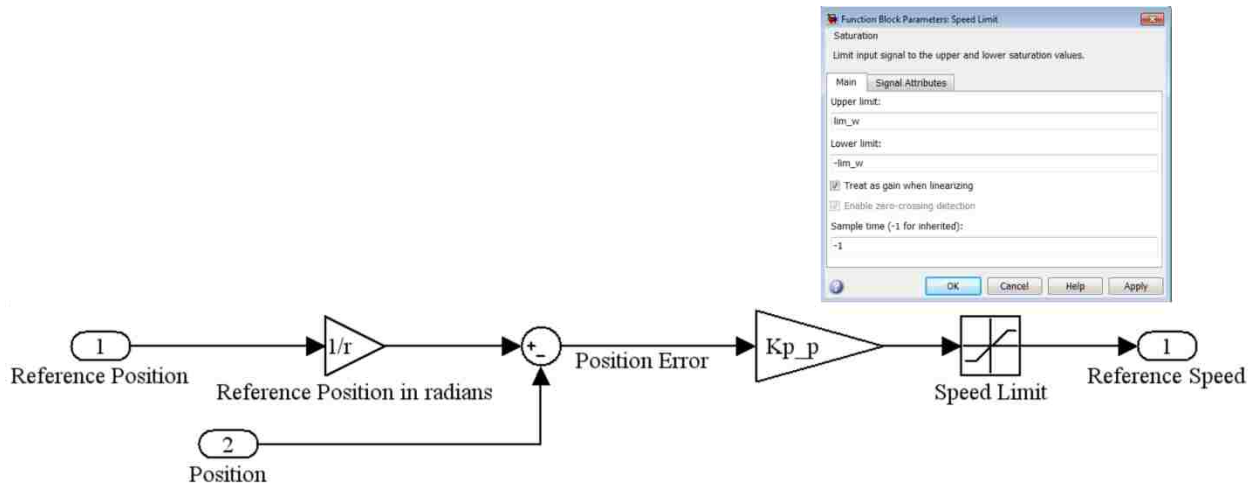 Function Block Parameters: Speed Limit
Saturation
Limit input signal to the upper and lower saturation values.
Main
Signal Attributes
Upper limit:
lim_w
Lower limit:
-lim_w
Treat as gain when linearizing
Enable zero-crossing detection
Sample time (-1 for inherited):
-1
OK
Cancel
Help
Apply
1
Reference Position
1/r
Reference Position in radians
+
-
Position Error
Kp_p
Speed Limit
1
Reference Speed
2
Position